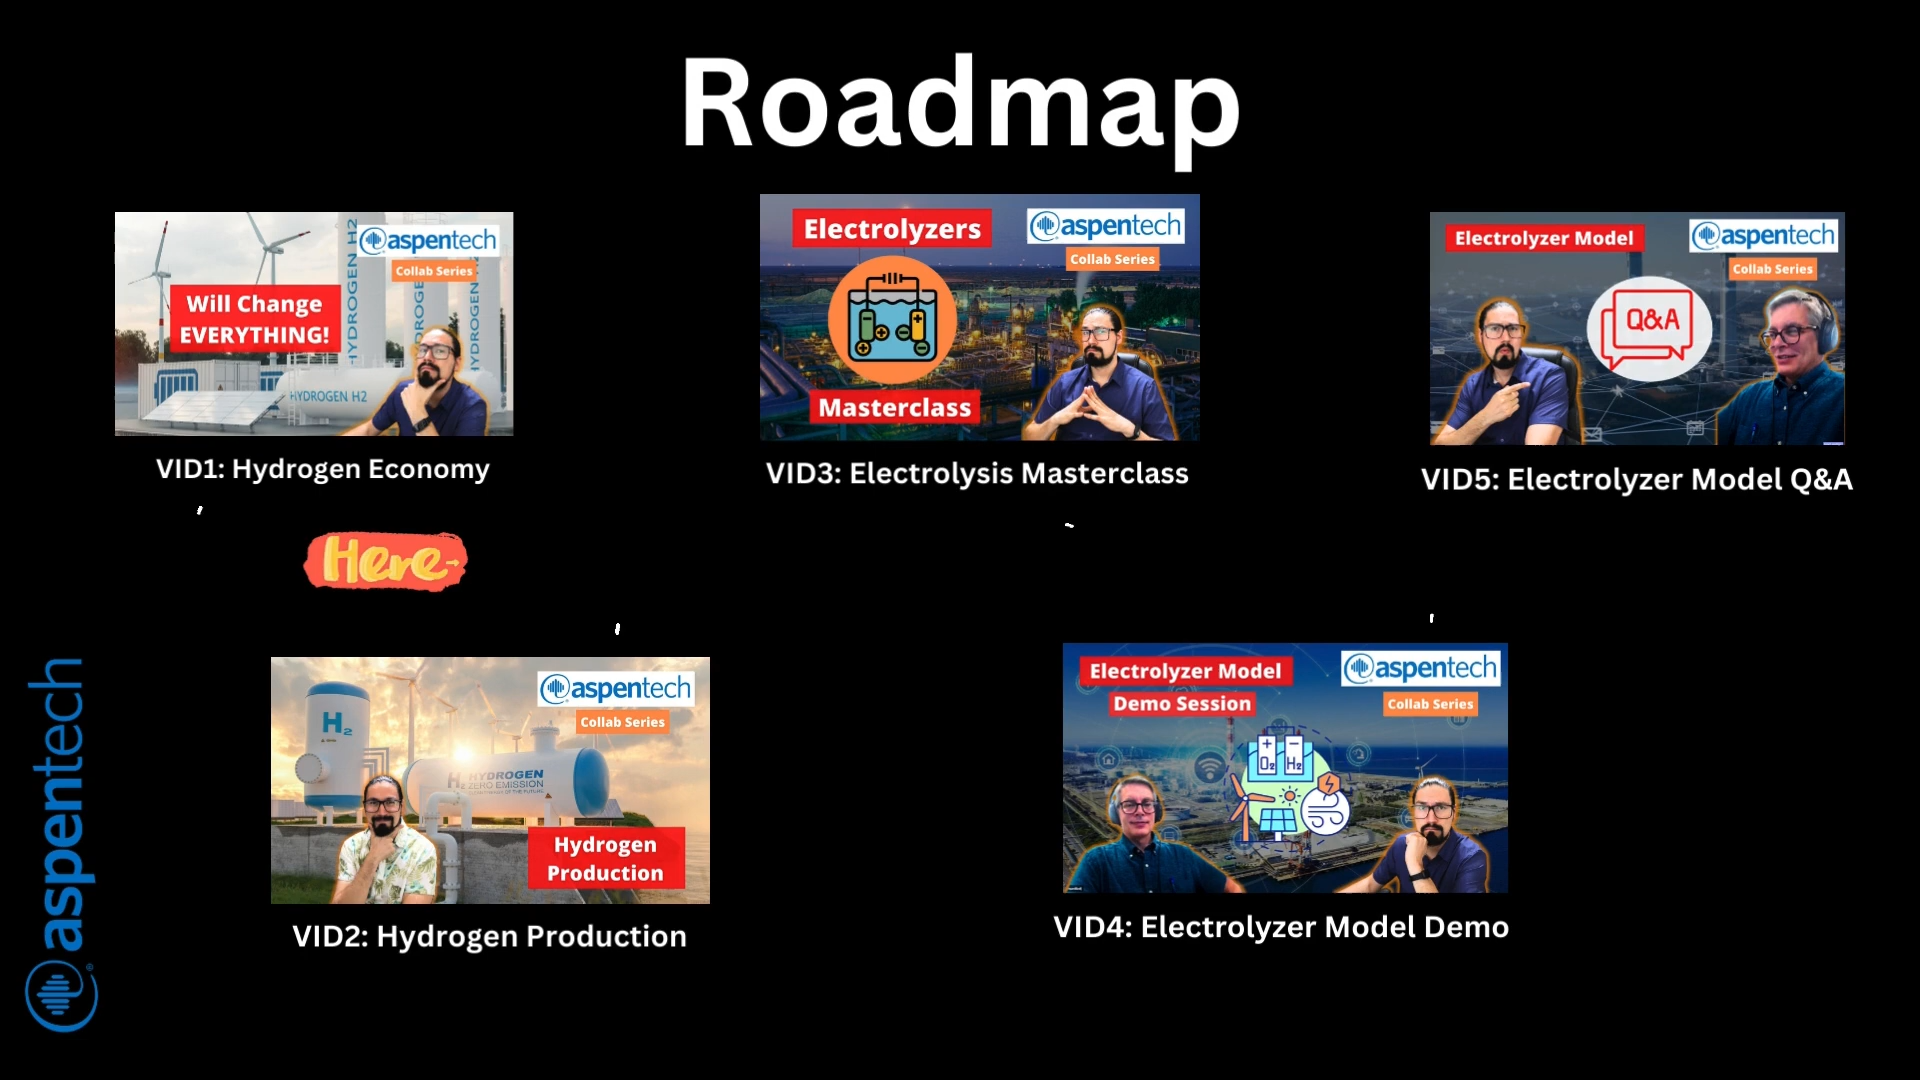 Roadmap
HYDROGEN H2
HYDROGEN H2
aspentech
Collab Series
Will Change
EVERYTHING!
HYDROGEN H2
VID1: Hydrogen Economy
Electrolyzers
aspentech
Collab Series
Masterclass
VID3: Electrolysis Masterclass
Electrolyzer Model
aspentech
Collab Series
Q&A
VID5: Electrolyzer Model Q&A
Here
aspentech
aspentech
Collab Series
H2
H2 HYDROGEN
ZERO EMISSION
Hydrogen
Production
VID2: Hydrogen Production
Electrolyzer Model
Demo Session
aspentech
Collab Series
O2 H2
VID4: Electrolyzer Model Demo